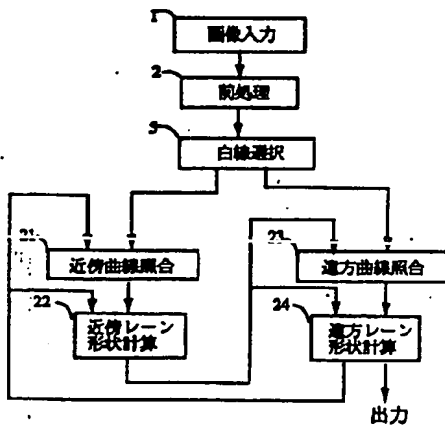 1
画像入力
2
前処理
5
白線選択
21
近傍曲線照合
23
遠方曲線照合
22
近傍レーン
形状計算
24
遠方レーン
形状計算
出力